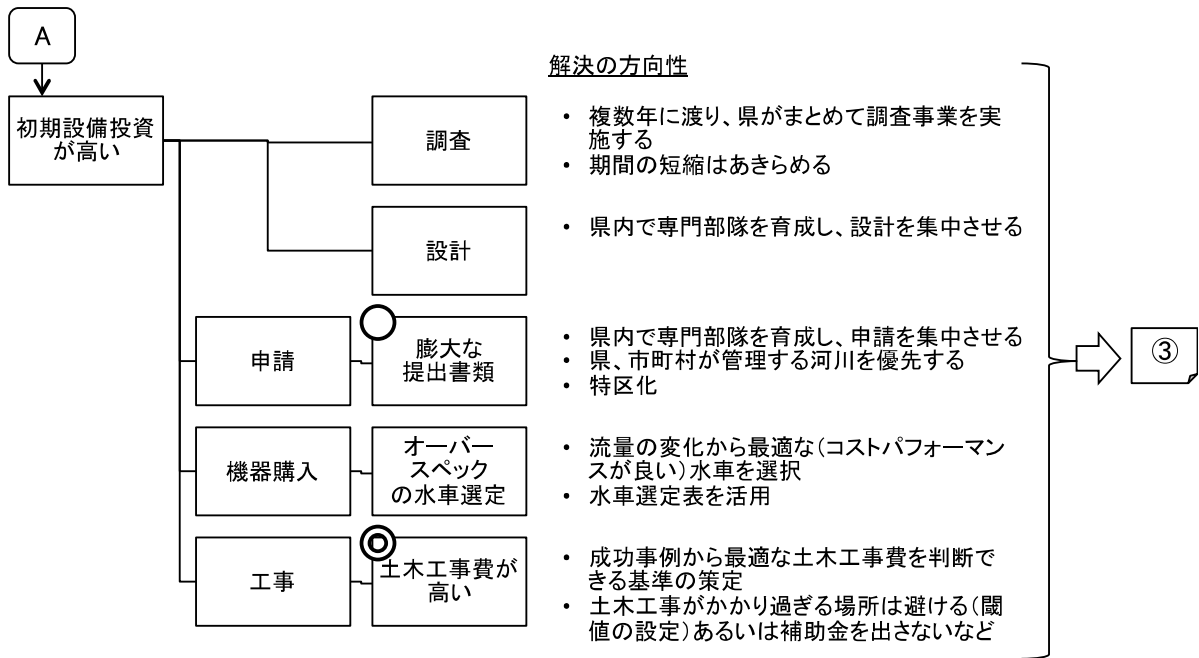 A
解決の方向性
初期設備投資
が高い
調査
• 複数年に渡り、県がまとめて調査事業を実
施する
• 期間の短縮はあきらめる
設計
• 県内で専門部隊を育成し、設計を集中させる
申請
膨大な
提出書類
• 県内で専門部隊を育成し、申請を集中させる
• 県、市町村が管理する河川を優先する
• 特区化
③
機器購入
オーバー
スペック
の水車選定
• 流量の変化から最適な(コストパフォーマン
スが良い)水車を選択
• 水車選定表を活用
工事
土木工事費が
高い
• 成功事例から最適な土木工事費を判断で
きる基準の策定
• 土木工事がかかり過ぎる場所は避ける(閾
値の設定)あるいは補助金を出さないなど